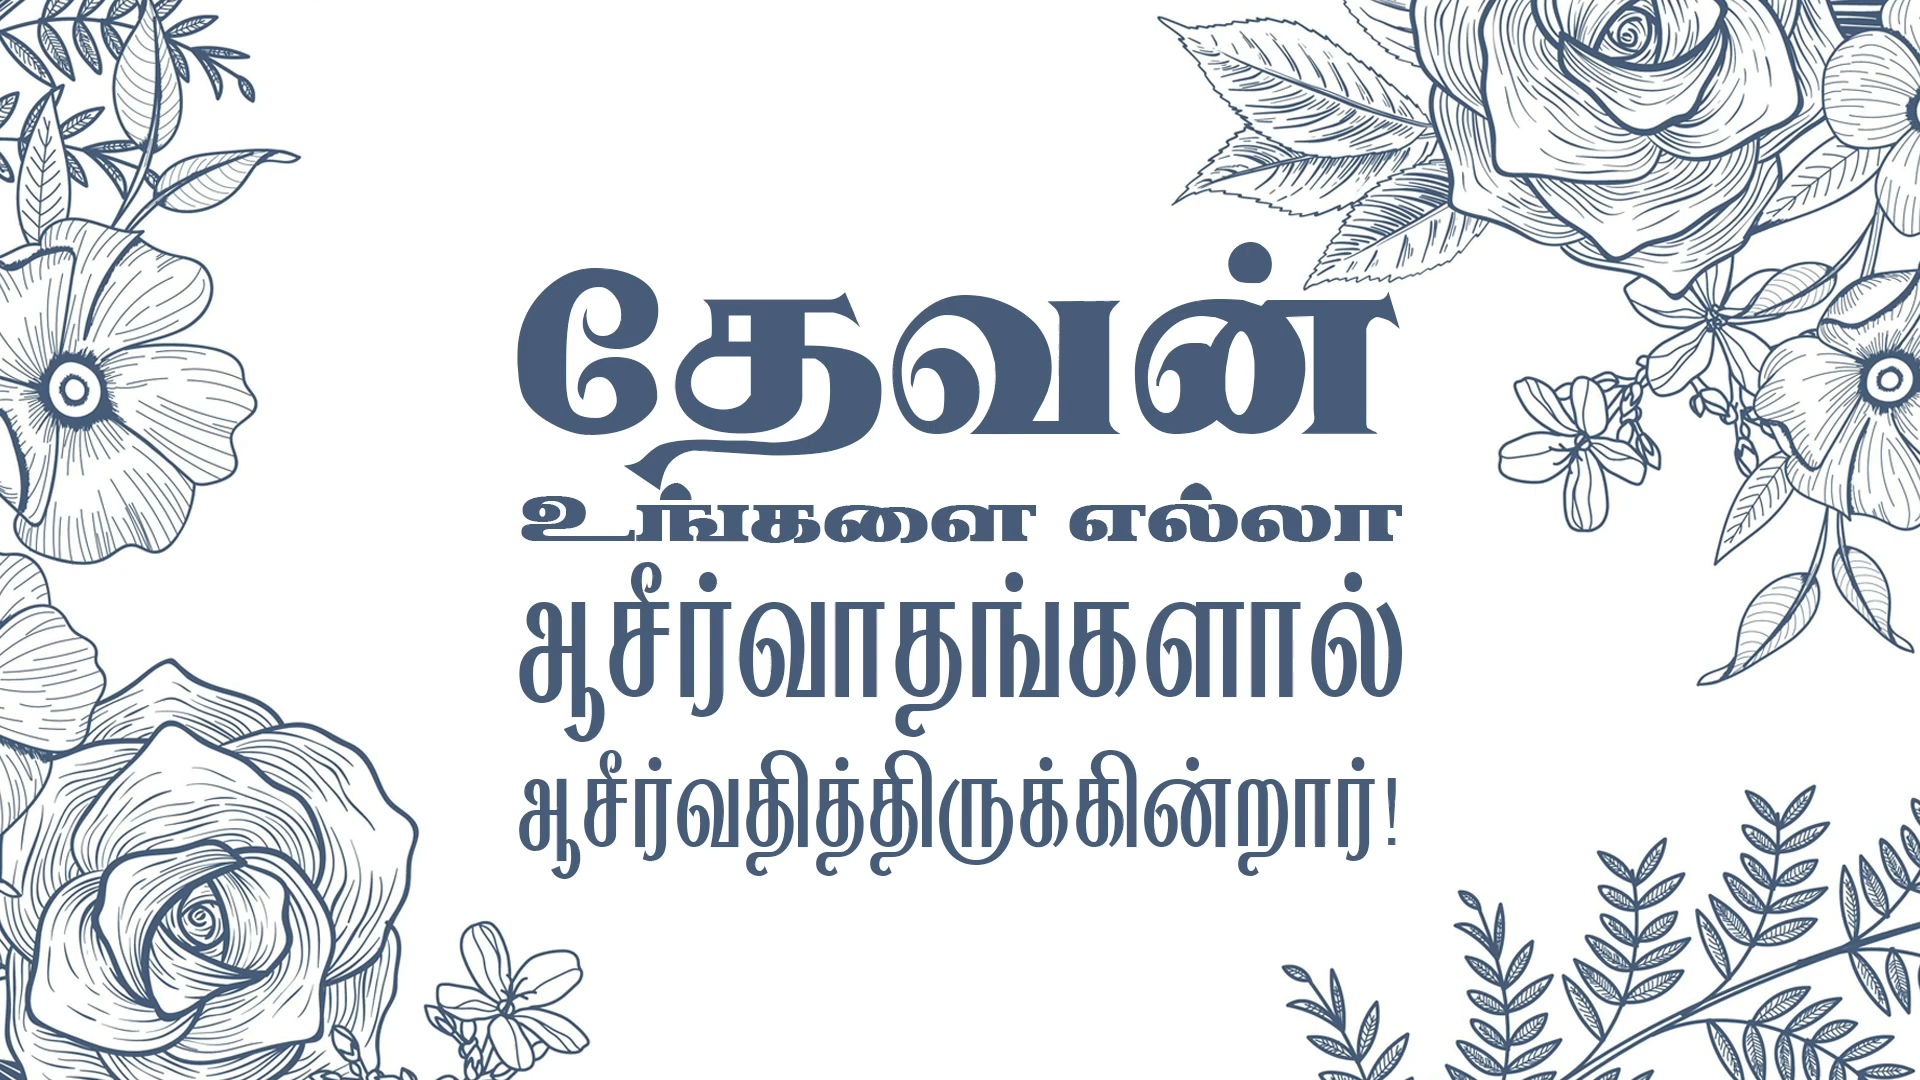 தேவன்
உங்களை எல்லா
ஆசீர்வாதங்களால்
ஆசீர்வதித்திருக்கின்றார்!